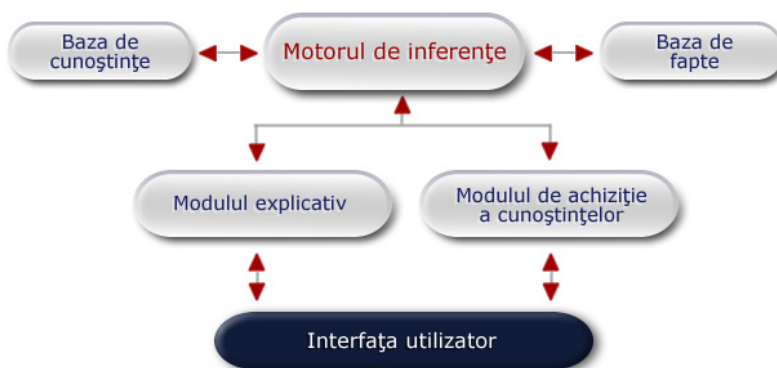 Baza de
cunoştinţe
Motorul de inferenţe
Baza de
fapte
Modulul explicativ
Modulul de achiziţie
a cunoştinţelor
Interfaţa utilizator